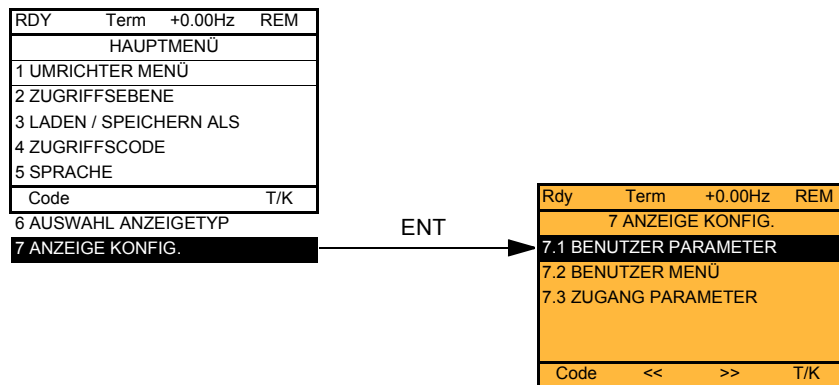 RDY Term +0.00Hz REM
HAUPTMENÜ
1 UMRICHTER MENÜ
2 ZUGRIFFSEBENE
3 LADEN / SPEICHERN ALS
4 ZUGRIFFSCODE
5 SPRACHE
Code T/K
6 AUSWAHL ANZEIGETYP
7 ANZEIGE KONFIG.
ENT
Rdy Term +0.00Hz REM
7 ANZEIGE KONFIG.
7.1 BENUTZER PARAMETER
7.2 BENUTZER MENÜ
7.3 ZUGANG PARAMETER
Code << >> T/K